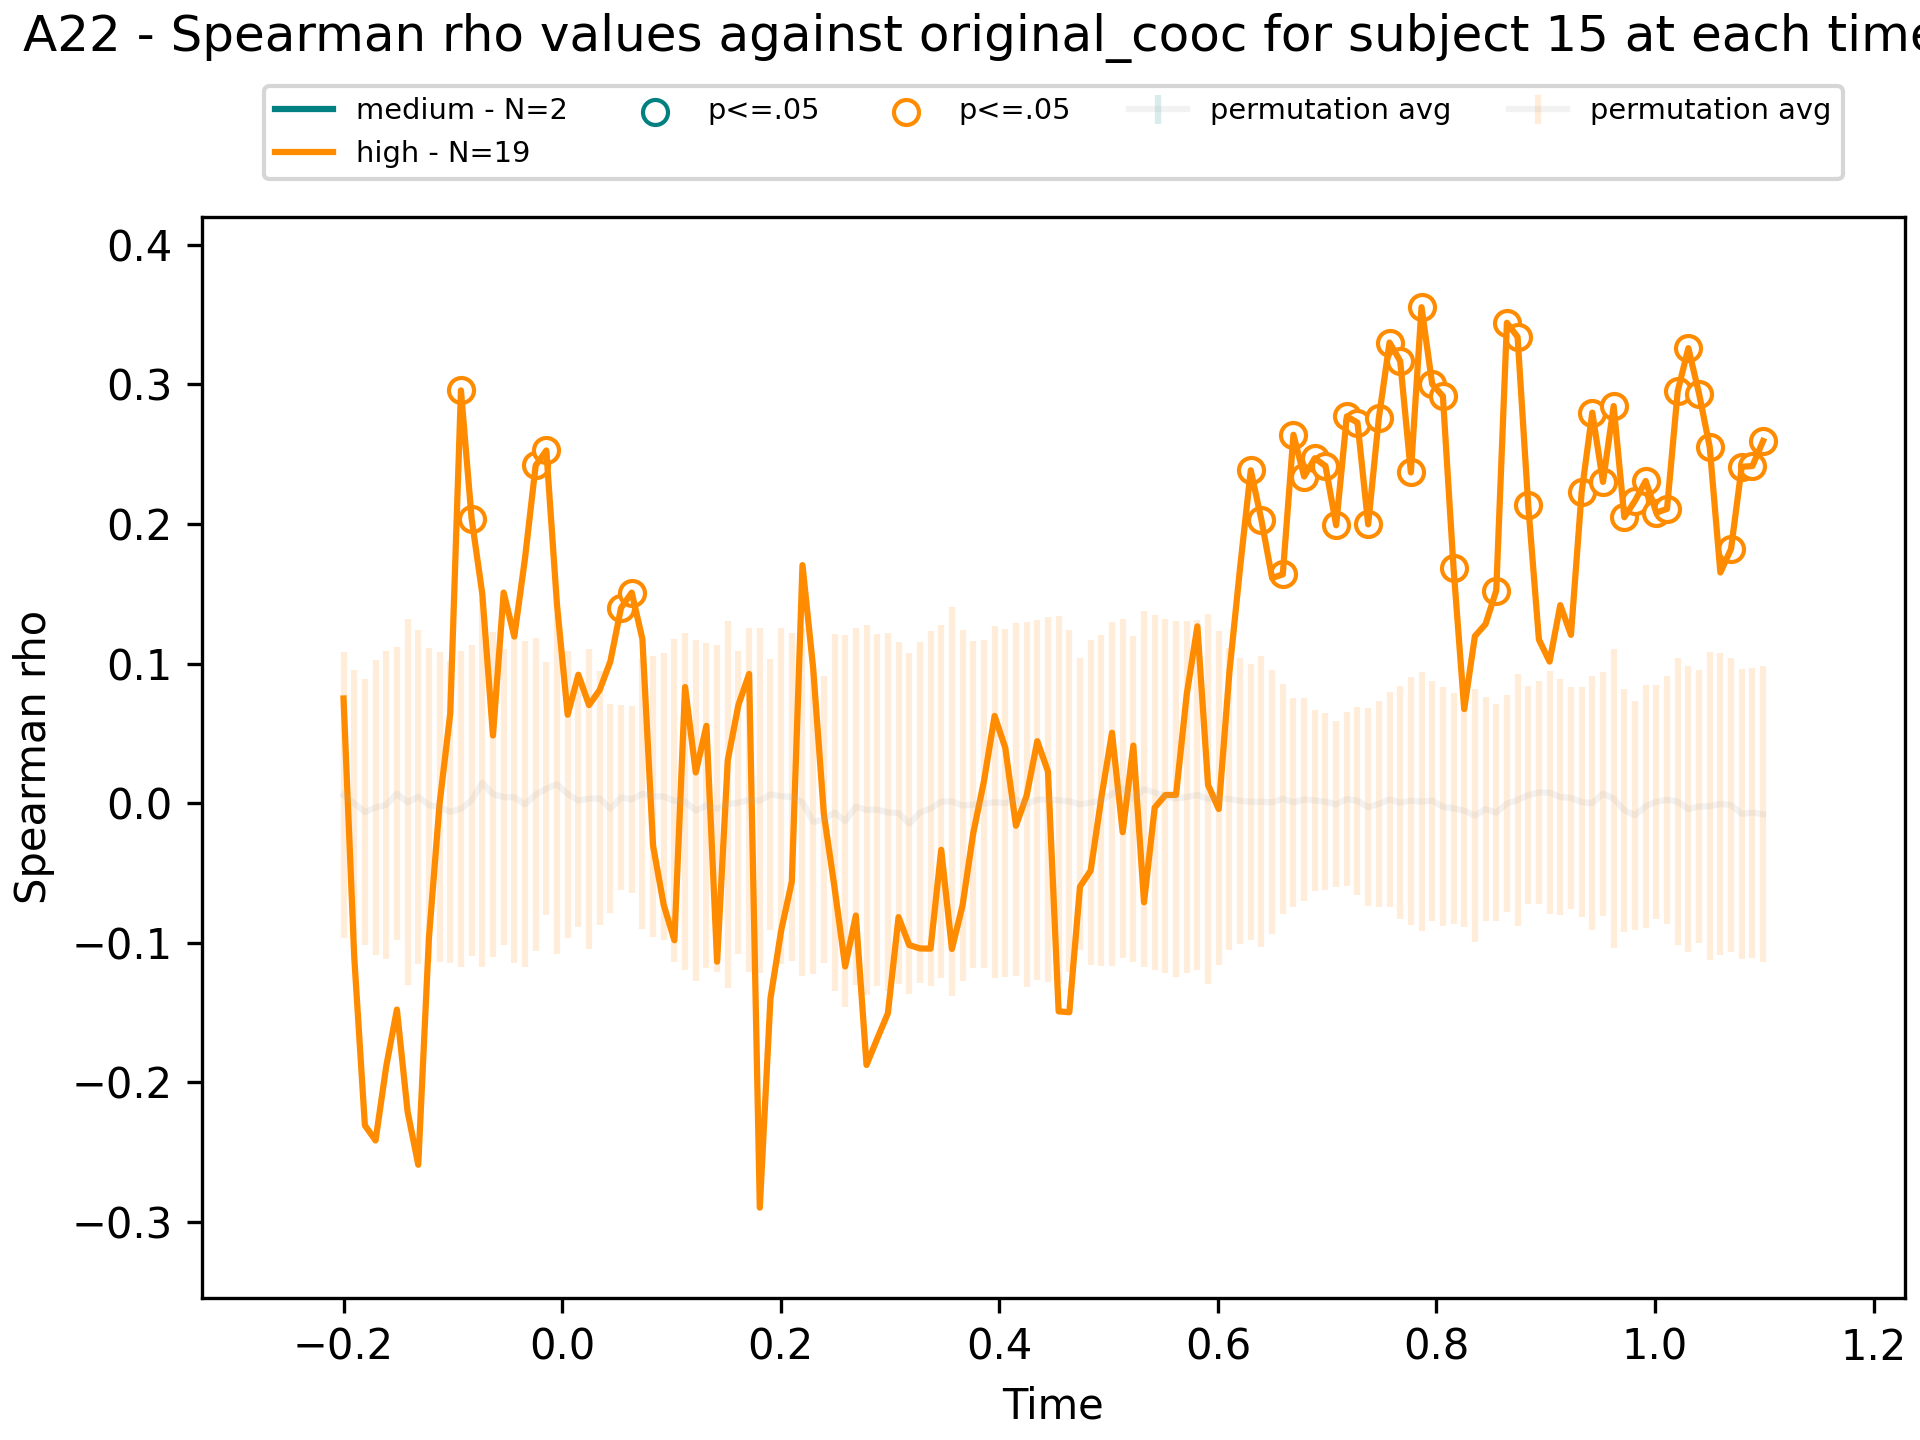 A22 - Spearman rho values against original_cooc for subject 15 at each time
medium - N=2
high - N=19
p<=.05
p<=.05
permutation avg
permutation avg
Spearman rho
0.4
0.3
0.2
0.1
0.0
−0.1
−0.2
−0.3
−0.2 0.0 0.2 0.4 0.6 0.8 1.0 1.2
Time